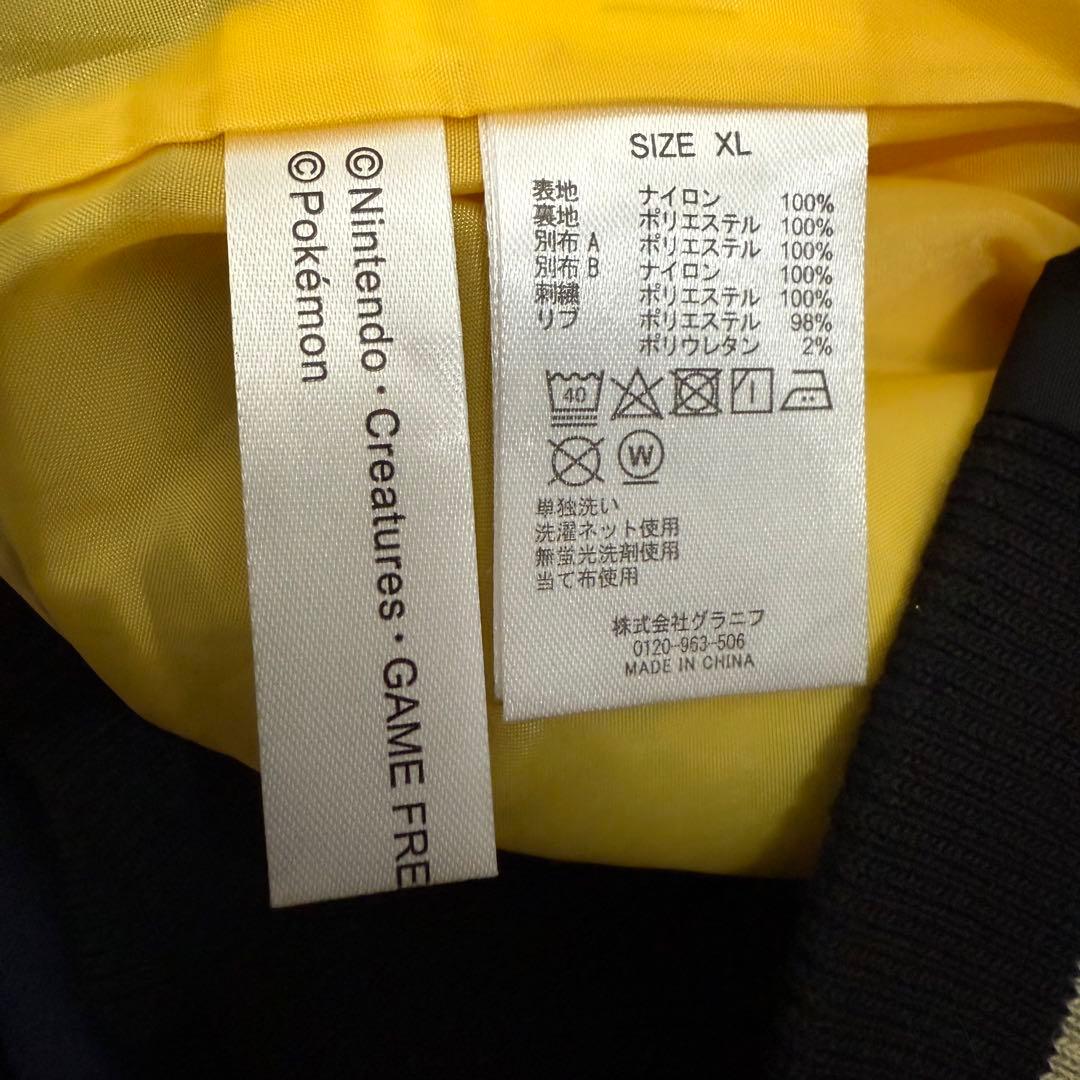 ©Nintendo・Creatures・GAME FRE
©Pokémon
SIZE XL
表地 ナイロン 100%
裏地 ポリエステル 100%
別布 A ポリエステル 100%
別布 B ナイロン 100%
刺繍 ポリエステル 100%
リブ ポリエステル 98%
ポリウレタン 2%
40
W
単独洗い
洗濯ネット使用
無蛍光洗剤使用
当て布使用
株式会社グラニフ
0120-963-506
MADE IN CHINA